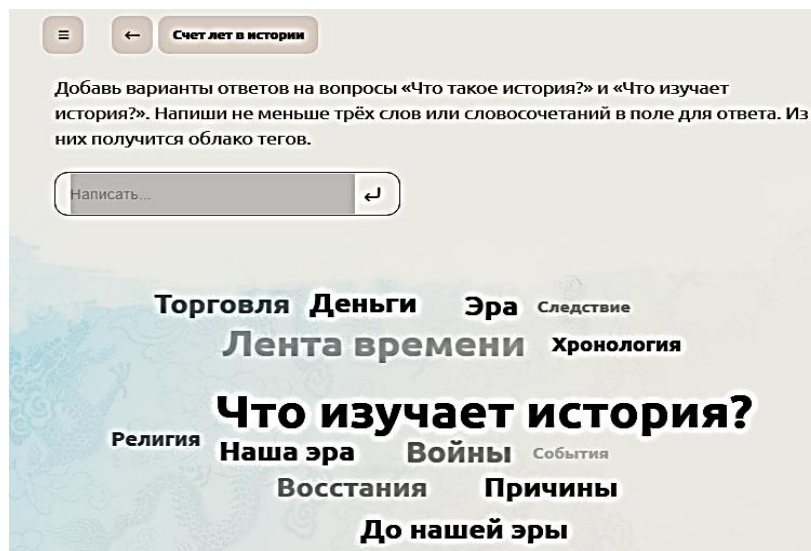 ≡ ← Счет лет в истории
Добавь варианты ответов на вопросы «Что такое история?» и «Что изучает
история?». Напиши не меньше трёх слов или словосочетаний в поле для ответа. Из
них получится облако тегов.
Написать...
Торговля Деньги Эра Следствие
Лента времени Хронология
Что изучает история?
Религия Наша эра Войны События
Восстания Причины
До нашей эры